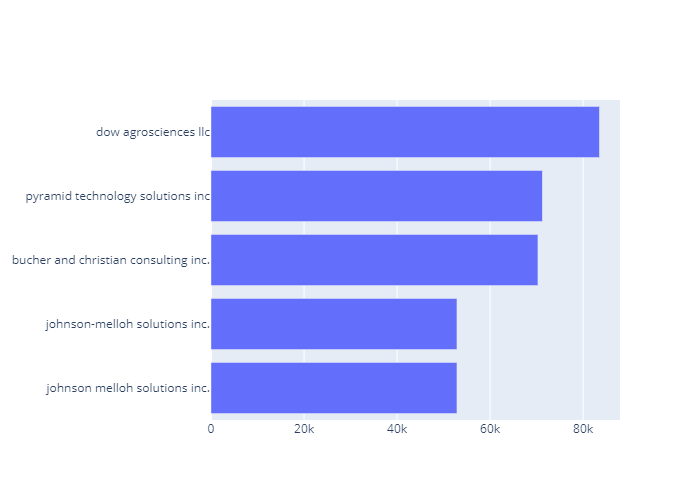 dow agrosciences llc
pyramid technology solutions inc
bucher and christian consulting inc.
johnson-melloh solutions inc.
johnson melloh solutions inc.
0 20k 40k 60k 80k